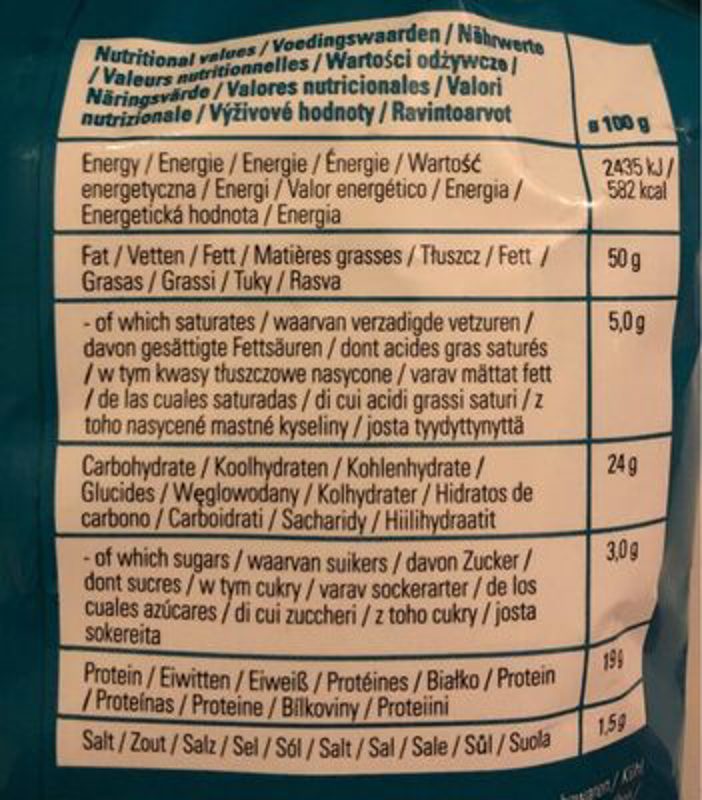 Nutritional values / Voedingswaarden / Nährwerte
/ Valeurs nutritionnelles / Wartości odżywcze /
Näringsvärde / Valores nutricionales / Valori
nutrizionale / Výživové hodnoty / Ravintoarvot
100 g
Energy / Energie / Energie / Énergie / Wartość
energetyczna / Energi / Valor energético / Energia /
Energetická hodnota / Energia
2435 kJ /
582 kcal
Fat / Vetten / Fett / Matières grasses / Tłuszcz / Fett /
Grasas / Grassi / Tuky / Rasva
50 g
- of which saturates / waarvan verzadigde vetzuren /
davon gesättigte Fettsäuren / dont acides gras saturés
/ w tym kwasy tłuszczowe nasycone / varav mättat fett
/ de las cuales saturadas / di cui acidi grassi saturi / z
toho nasycené mastné kyseliny / josta tyydyttynyttä
5,0 g
Carbohydrate / Koolhydraten / Kohlenhydrate /
Glucides / Węglowodany / Kolhydrater / Hidratos de
carbono / Carboidrati / Sacharidy / Hiilihydraatit
24 g
- of which sugars / waarvan suikers / davon Zucker /
dont sucres / w tym cukry / varav sockerarter / de los
cuales azúcares / di cui zuccheri / z toho cukry / josta
sokereita
3,0 g
Protein / Eiwitten / Eiweiß / Protéines / Białko / Protein
/ Proteínas / Proteine / Bílkoviny / Proteiini
19 g
Salt / Zout / Salz / Sel / Sól / Salt / Sal / Sale / Sůl / Suola
1,5 g